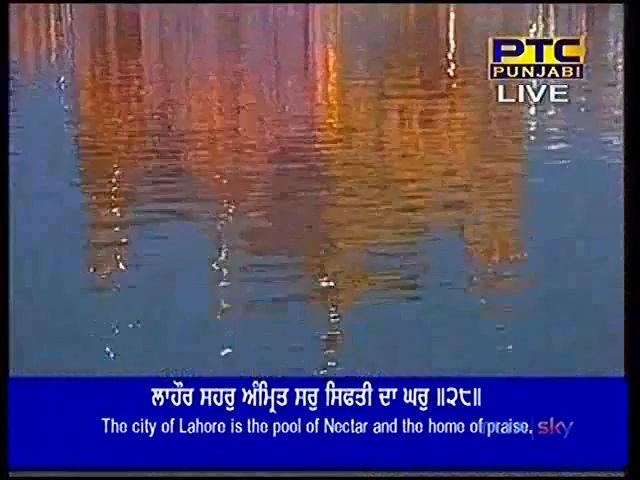 PTC
PUNJABI
LIVE
ਲਾਹੌਰ ਸਹਰੁ ਅੰਮ੍ਰਿਤ ਸਰੁ ਸਿਫਤੀ ਦਾ ਘਰੁ ॥੨੮॥
The city of Lahore is the pool of Nectar and the home of praise.
sky